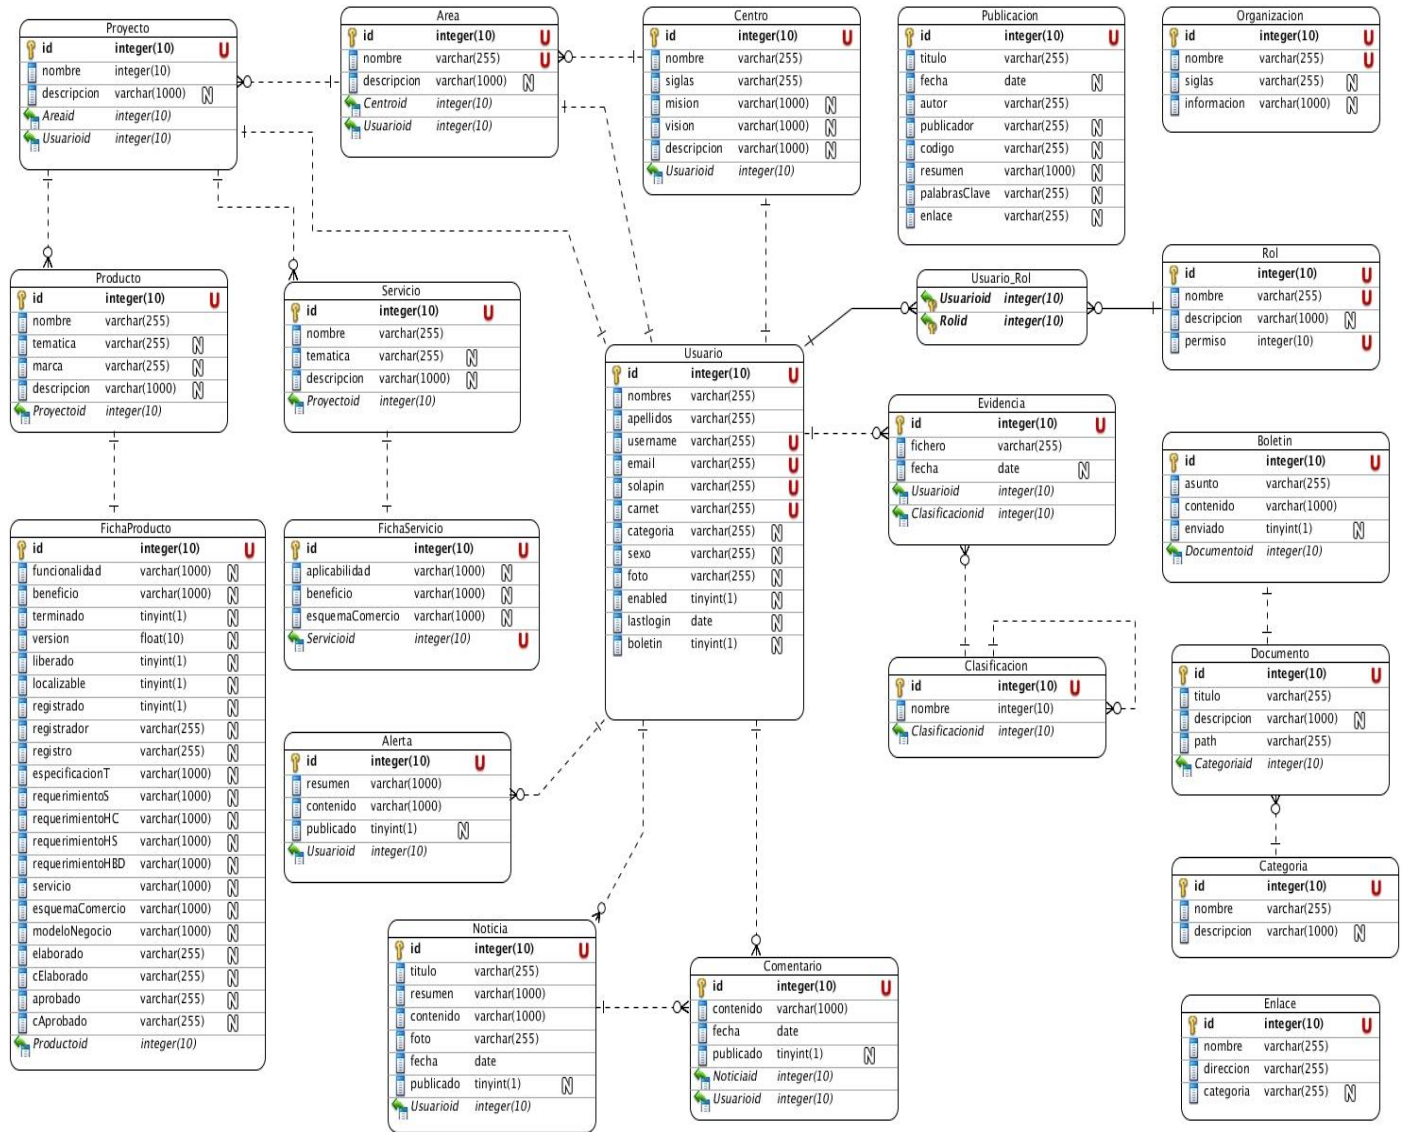 Proyecto
id integer(10) U
nombre integer(10)
descripcion varchar(1000) N
Areaid integer(10)
Usuarioid integer(10)
Area
id integer(10) U
nombre varchar(255) U
descripcion varchar(1000) N
Centroid integer(10)
Usuarioid integer(10)
Centro
id integer(10) U
nombre varchar(255)
siglas varchar(255)
mision varchar(1000) N
vision varchar(1000) N
descripcion varchar(1000) N
Usuarioid integer(10)
Publicacion
id integer(10) U
titulo varchar(255)
fecha date N
autor varchar(255)
publicador varchar(255) N
codigo varchar(255) N
resumen varchar(1000) N
palabrasClave varchar(255) N
enlace varchar(255) N
Organizacion
id integer(10) U
nombre varchar(255) U
siglas varchar(255) N
informacion varchar(1000) N
Producto
id integer(10) U
nombre varchar(255)
tematica varchar(255) N
marca varchar(255) N
descripcion varchar(1000) N
Proyectoid integer(10)
Servicio
id integer(10) U
nombre varchar(255)
tematica varchar(255) N
descripcion varchar(1000) N
Proyectoid integer(10)
Usuario_Rol
Usuarioid integer(10)
Rolid integer(10)
Rol
id integer(10) U
nombre varchar(255) U
descripcion varchar(1000) N
permiso integer(10) U
Usuario
id integer(10) U
nombres varchar(255)
apellidos varchar(255)
username varchar(255) U
email varchar(255) U
solapin varchar(255) U
carnet varchar(255) U
categoria varchar(255) N
sexo varchar(255) N
foto varchar(255) N
enabled tinyint(1) N
lastlogin date N
boletin tinyint(1) N
Evidencia
id integer(10) U
fichero varchar(255)
fecha date N
Usuarioid integer(10)
Clasificacionid integer(10)
Boletin
id integer(10) U
asunto varchar(255)
contenido varchar(1000)
enviado tinyint(1) N
Documentoid integer(10)
FichaProducto
id integer(10) U
funcionalidad varchar(1000) N
beneficio varchar(1000) N
terminado tinyint(1) N
version float(10) N
liberado tinyint(1) N
localizable tinyint(1) N
registrado tinyint(1) N
registrador varchar(255) N
registro varchar(255) N
especificacionT varchar(1000) N
requerimientoS varchar(1000) N
requerimientoHC varchar(1000) N
requerimientoHS varchar(1000) N
requerimientoHBD varchar(1000) N
servicio varchar(1000) N
esquemaComercio varchar(1000) N
modeloNegocio varchar(1000) N
elaborado varchar(255) N
cElaborado varchar(255) N
aprobado varchar(255) N
cAprobado varchar(255) N
Productoid integer(10)
FichaServicio
id integer(10) U
aplicabilidad varchar(1000) N
beneficio varchar(1000) N
esquemaComercio varchar(1000) N
Servicioid integer(10) U
Clasificacion
id integer(10) U
nombre integer(10)
Clasificacionid integer(10)
Documento
id integer(10) U
titulo varchar(255)
descripcion varchar(1000) N
path varchar(255)
Categoriaid integer(10)
Alerta
id integer(10) U
resumen varchar(1000)
contenido varchar(1000)
publicado tinyint(1) N
Usuarioid integer(10)
Categoria
id integer(10) U
nombre varchar(255)
descripcion varchar(1000) N
Noticia
id integer(10) U
titulo varchar(255)
resumen varchar(1000)
contenido varchar(1000)
foto varchar(255)
fecha date
publicado tinyint(1) N
Usuarioid integer(10)
Comentario
id integer(10) U
contenido varchar(1000)
fecha date
publicado tinyint(1) N
Noticiaid integer(10)
Usuarioid integer(10)
Enlace
id integer(10) U
nombre varchar(255)
direccion varchar(255)
categoria varchar(255) N